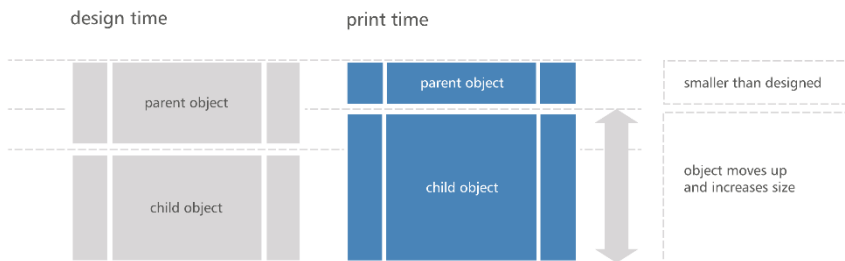 design time
print time
parent object
parent object
smaller than designed
child object
child object
object moves up
and increases size